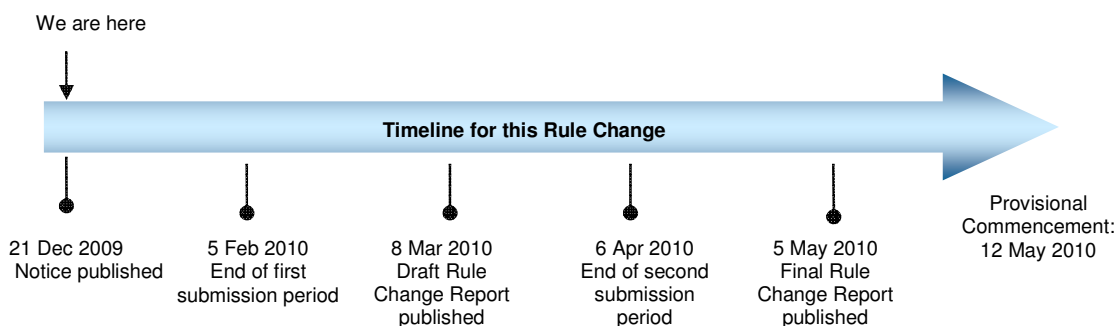 We are here
Timeline for this Rule Change
21 Dec 2009
Notice published
5 Feb 2010
End of first
submission period
8 Mar 2010
Draft Rule
Change Report
published
6 Apr 2010
End of second
submission
period
5 May 2010
Final Rule
Change Report
published
Provisional
Commencement:
12 May 2010